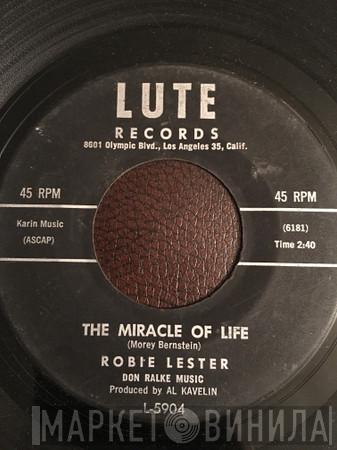 LUTE
RECORDS
8601 Olympic Blvd., Los Angeles 35, Calif.
45 RPM
45 RPM
Karin Music
(ASCAP)
(6181)
Time 2:40
THE MIRACLE OF LIFE
(Morey Bernstein)
ROBIE LESTER
DON RALKE MUSIC
Produced by AL KAVELIN
L-5904
МАРКЕТ ВИНИЛА